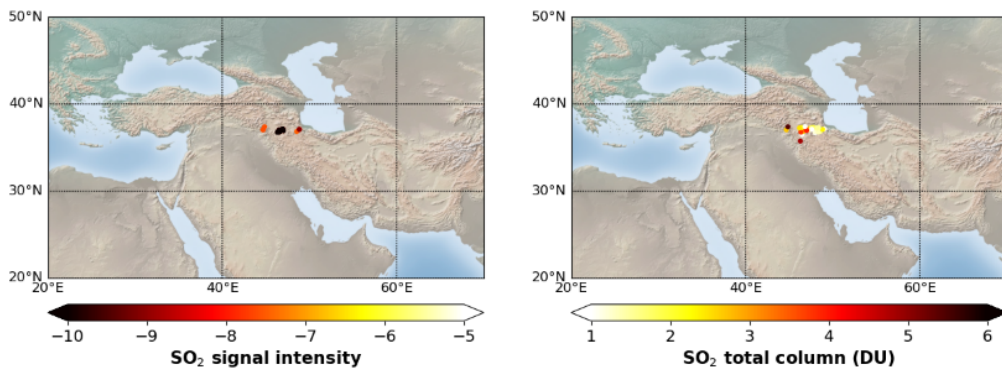 50°N
40°N
30°N
20°N
20°E 40°E 60°E
−10 −9 −8 −7 −6 −5
SO₂ signal intensity
50°N
40°N
30°N
20°N
20°E 40°E 60°E
1 2 3 4 5 6
SO₂ total column (DU)